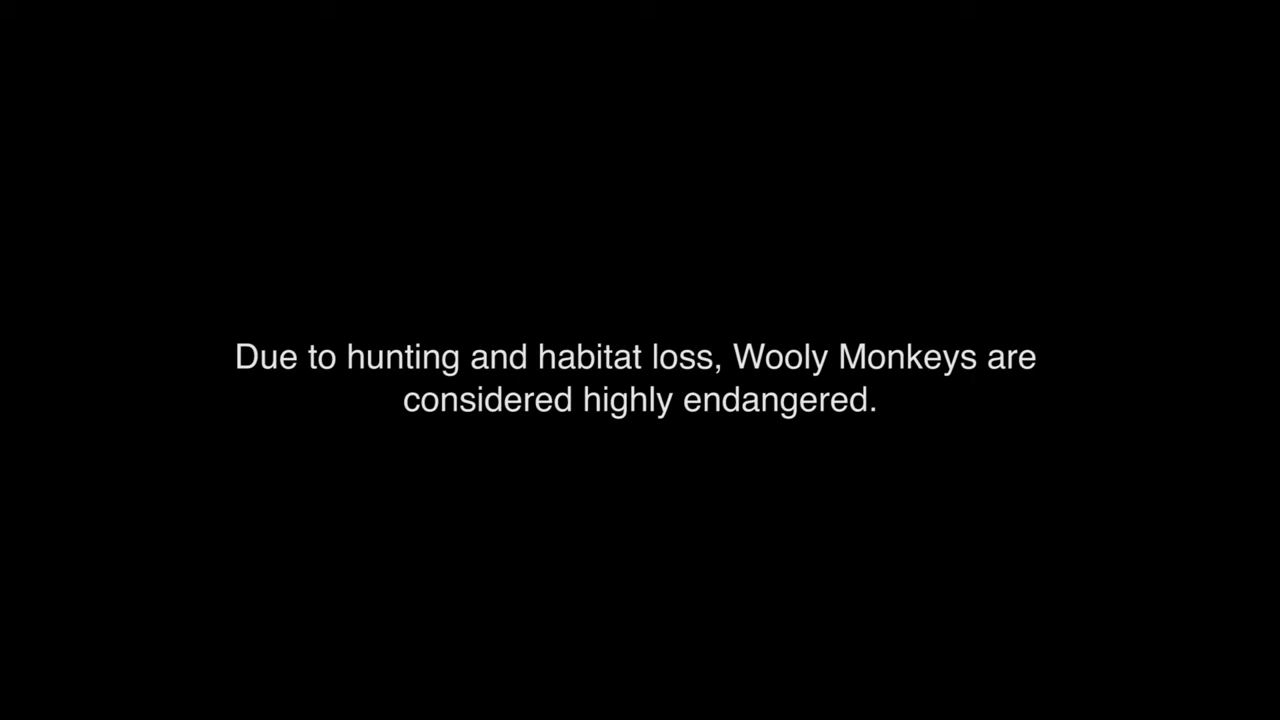 Due to hunting and habitat loss, Wooly Monkeys are
considered highly endangered.